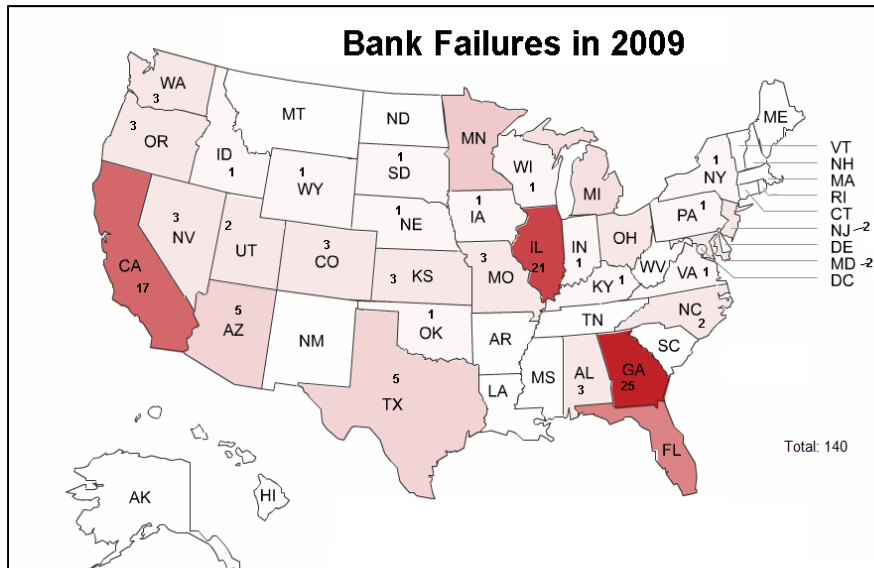 Bank Failures in 2009
WA
3
MT
ND
MN
ME
3
OR
ID
1
1
WY
1
SD
WI
1
1
NY
MI
VT
NH
MA
RI
CT
NJ -2
DE
MD -2
DC
1
NE
1
IA
PA 1
3
NV
2
UT
3
CO
3 KS
3
MO
IL
21
IN
1
OH
WV
VA 1
KY 1
CA
17
5
AZ
NM
1
OK
AR
TN
NC
2
SC
5
TX
LA
MS
AL
3
GA
25
FL
Total: 140
AK
HI